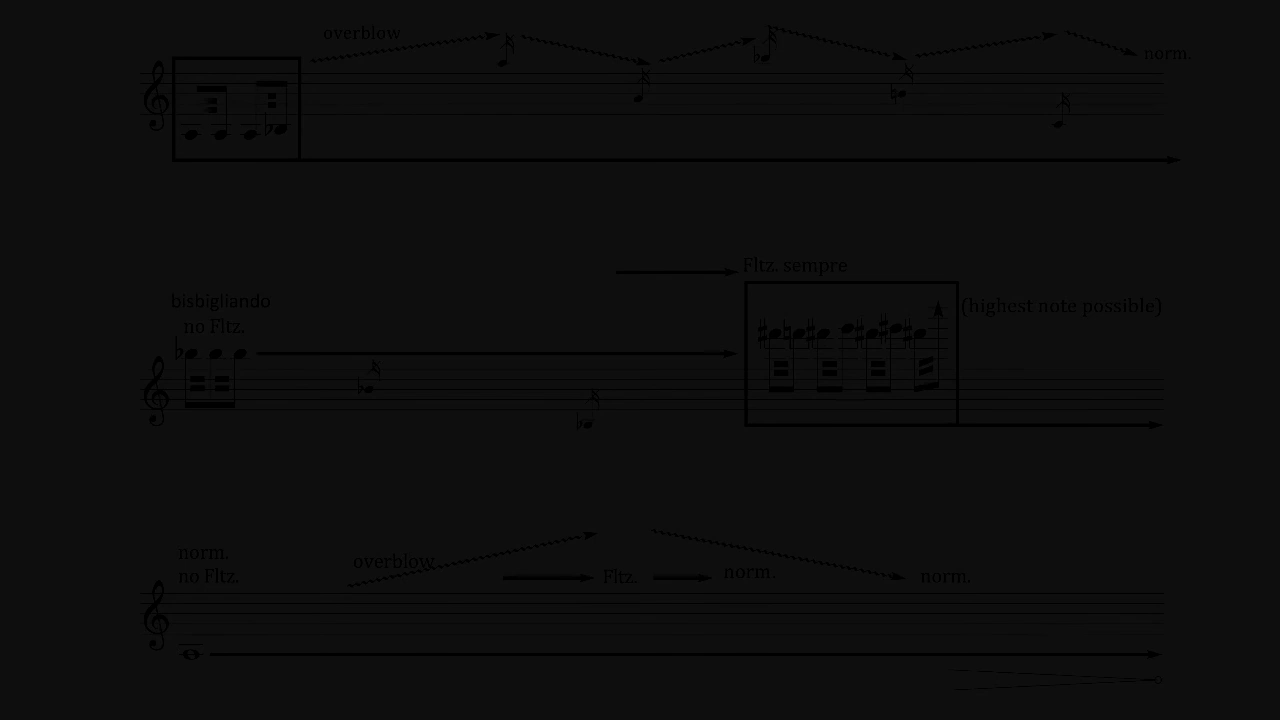 overblow
norm.
Fltz. sempre
bisbigliando
(highest note possible)
no Fltz.
norm.
overblow
no Fltz.
Fltz.
norm.
norm.